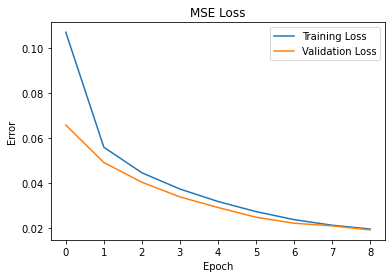 MSE Loss
Training Loss
Validation Loss
Error
0.10
0.08
0.06
0.04
0.02
0 1 2 3 4 5 6 7 8
Epoch